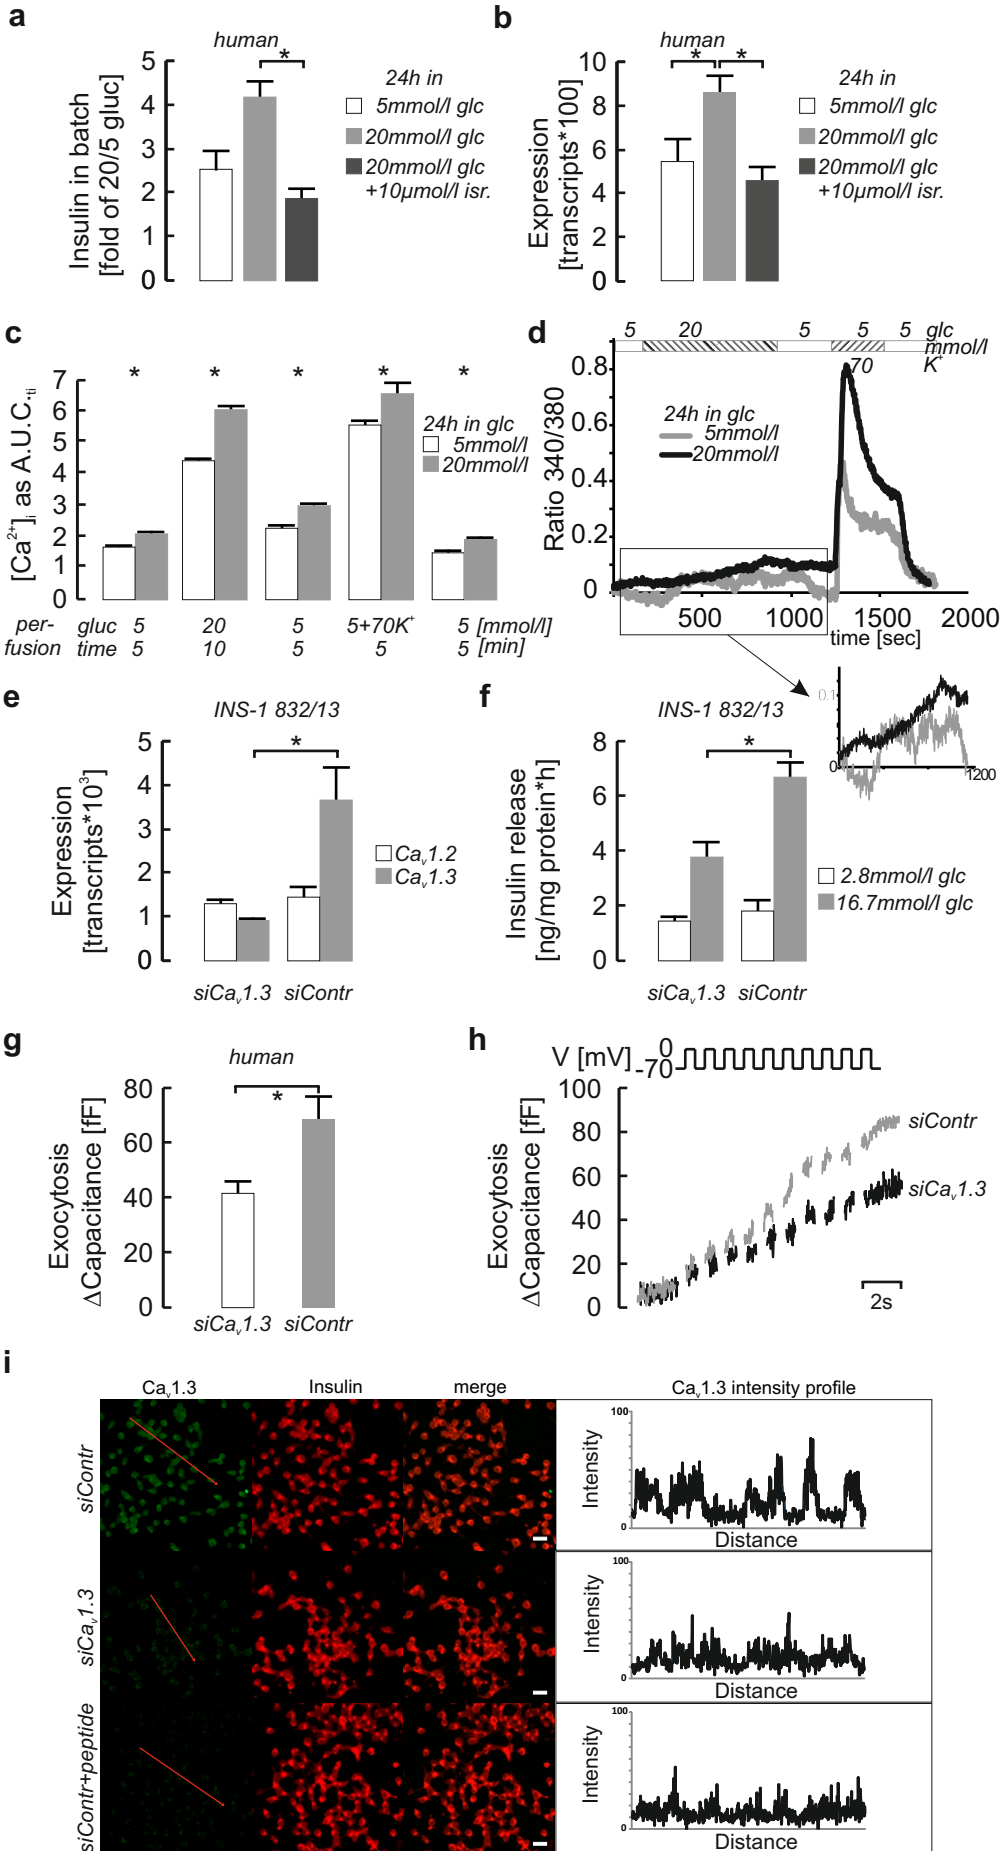 a
human
Insulin in batch
[fold of 20/5 gluc]
5
4
3
2
1
0
*
24h in
5mmol/l glc
20mmol/l glc
20mmol/l glc
+10µmol/l isr.
b
human
Expression
[transcripts*100]
10
8
6
4
2
0
* *
24h in
5mmol/l glc
20mmol/l glc
20mmol/l glc
+10µmol/l isr.
c
[Ca²⁺]ᵢ as A.U.C.ₜᵢ
7
6
5
4
3
2
1
0
* * * * *
24h in glc
5mmol/l
20mmol/l
per-
fusion
gluc 5 20 5 5+70K⁺ 5 [mmol/l]
time 5 10 5 5 5 [min]
d
5 20 5 5 5 glc
mmol/l
70 K⁺
Ratio 340/380
0.8
0.6
0.4
0.2
0
24h in glc
5mmol/l
20mmol/l
500 1000 1500 2000
time [sec]
0.1
0
1200
e
INS-1 832/13
Expression
[transcripts*10³]
5
4
3
2
1
0
*
Caᵥ1.2
Caᵥ1.3
siCaᵥ1.3 siContr
f
INS-1 832/13
Insulin release
[ng/mg protein*h]
8
6
4
2
0
*
2.8mmol/l glc
16.7mmol/l glc
siCaᵥ1.3 siContr
g
human
Exocytosis
ΔCapacitance [fF]
80
60
40
20
0
*
siCaᵥ1.3 siContr
h
V [mV] 0
-70
Exocytosis
ΔCapacitance [fF]
100
80
60
40
20
0
siContr
siCaᵥ1.3
2s
i
Caᵥ1.3 Insulin merge Caᵥ1.3 intensity profile
siContr
100
Intensity
0
Distance
siCaᵥ1.3
100
Intensity
0
Distance
siContr+peptide
100
Intensity
0
Distance